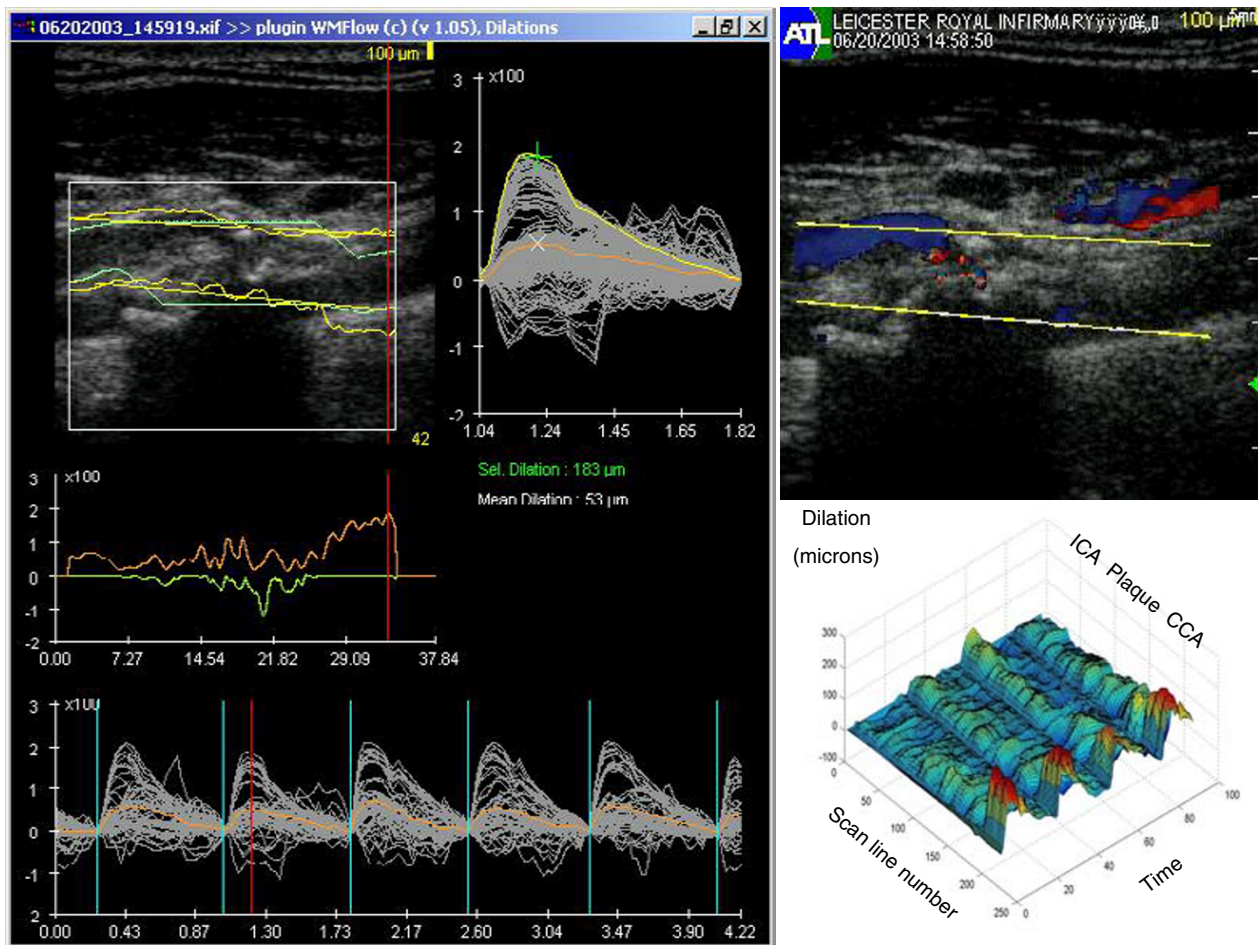 06202003_145919.xif >> plugin WMFlow (c) (v 1.05), Dilations
100 µm
42
3 x100
2
1
0
-1
-2
1.04 1.24 1.45 1.65 1.82
Sel. Dilation : 183 µm
Mean Dilation : 53 µm
3 x100
2
1
0
-1
-2
0.00 7.27 14.54 21.82 29.09 37.84
3 x100
2
1
0
-1
2
0.00 0.43 0.87 1.30 1.73 2.17 2.60 3.04 3.47 3.90 4.22
ATL
LEICESTER ROYAL INFIRMARYÿÿÿ
100 µm
06/20/2003 14:58:50
Dilation
(microns)
ICA Plaque CCA
300
200
100
0
-100
0
50
100
150
200
250
Scan line number
0
20
40
60
80
100
Time